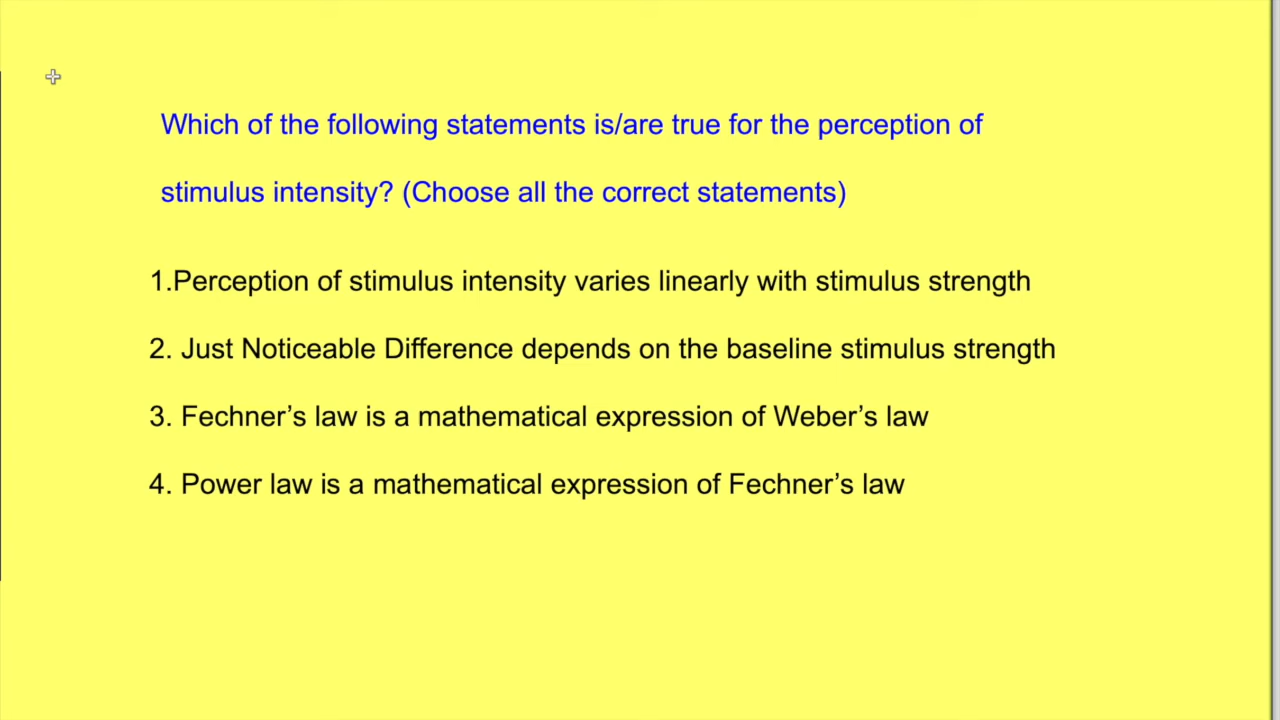 Which of the following statements is/are true for the perception of
stimulus intensity? (Choose all the correct statements)
1.Perception of stimulus intensity varies linearly with stimulus strength
2. Just Noticeable Difference depends on the baseline stimulus strength
3. Fechner’s law is a mathematical expression of Weber’s law
4. Power law is a mathematical expression of Fechner’s law